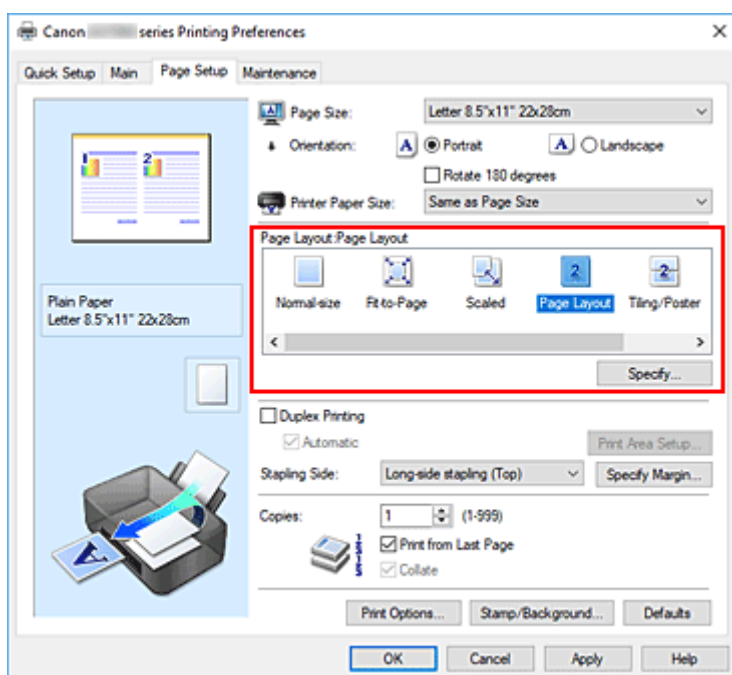 Canon series Printing Preferences
Quick Setup Main Page Setup Maintenance
1 2
Plain Paper
Letter 8.5"x11" 22x28cm
A
Page Size: Letter 8.5"x11" 22x28cm
Orientation: A Portrait A Landscape
Rotate 180 degrees
Printer Paper Size: Same as Page Size
Page Layout:Page Layout
2 2
Normal-size Fit-to-Page Scaled Page Layout Tiling/Poster
Specify...
Duplex Printing
Automatic Print Area Setup...
Stapling Side: Long-side stapling (Top) Specify Margin...
Copies: 1 (1-999)
Print from Last Page
Collate
Print Options... Stamp/Background... Defaults
OK Cancel Apply Help